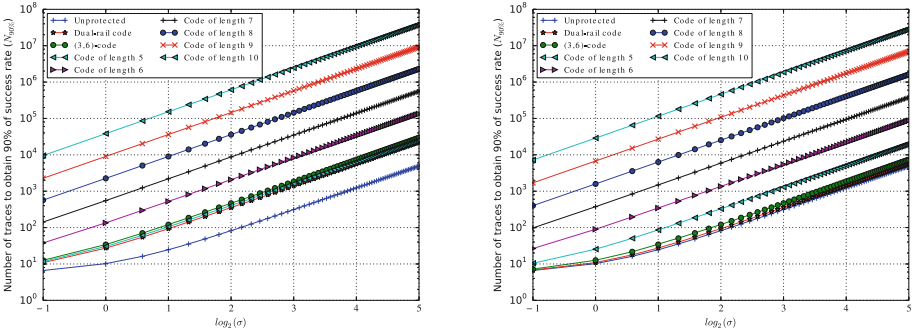 Number of traces to obtain 90% of success rate (N90%)
10^8
10^7
10^6
10^5
10^4
10^3
10^2
10^1
10^0
Unprotected
Dual-rail code
(3,6)-code
Code of length 5
Code of length 6
Code of length 7
Code of length 8
Code of length 9
Code of length 10
−1 0 1 2 3 4 5
log2(σ)
Number of traces to obtain 90% of success rate (N90%)
10^8
10^7
10^6
10^5
10^4
10^3
10^2
10^1
10^0
Unprotected
Dual-rail code
(3,6)-code
Code of length 5
Code of length 6
Code of length 7
Code of length 8
Code of length 9
Code of length 10
−1 0 1 2 3 4 5
log2(σ)